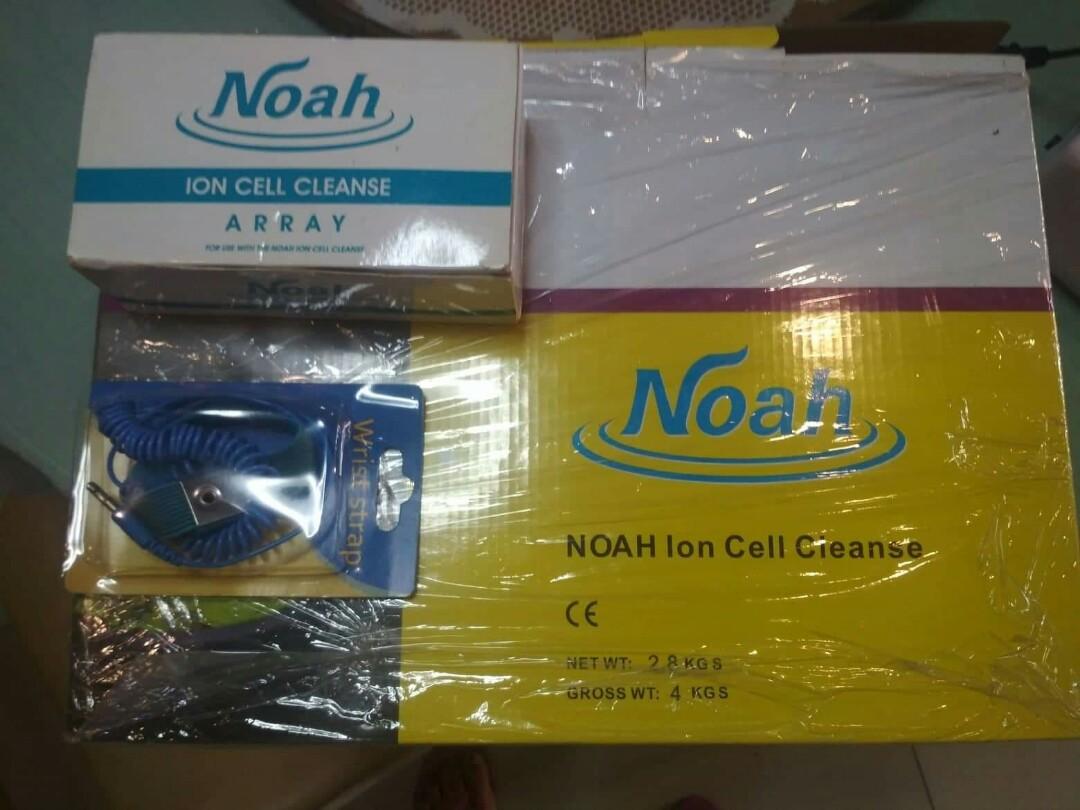 Noah
ION CELL CLEANSE
ARRAY
FOR USE WITH THE NOAH ION CELL CLEANSE
Noah
Wrist strap
Noah
NOAH Ion Cell Cleanse
CE
NET WT: 2.8 KGS
GROSS WT: 4 KGS